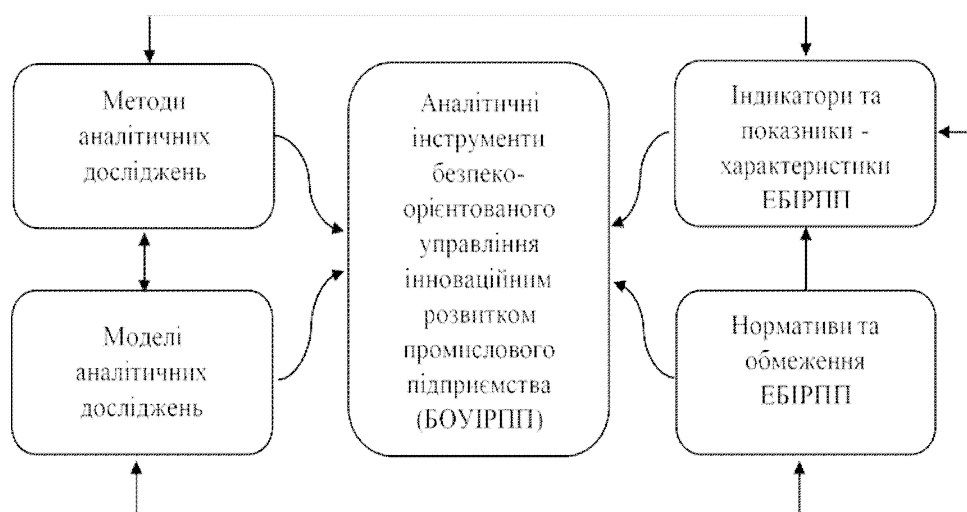 Методи
аналітичних
досліджень
Моделі
аналітичних
досліджень
Аналітичні
інструменти
безпеко-
орієнтованого
управління
інноваційним
розвитком
промислового
підприємства
(БОУІРПП)
Індикатори та
показники -
характеристики
ЕБІРПП
Нормативи та
обмеження
ЕБІРПП